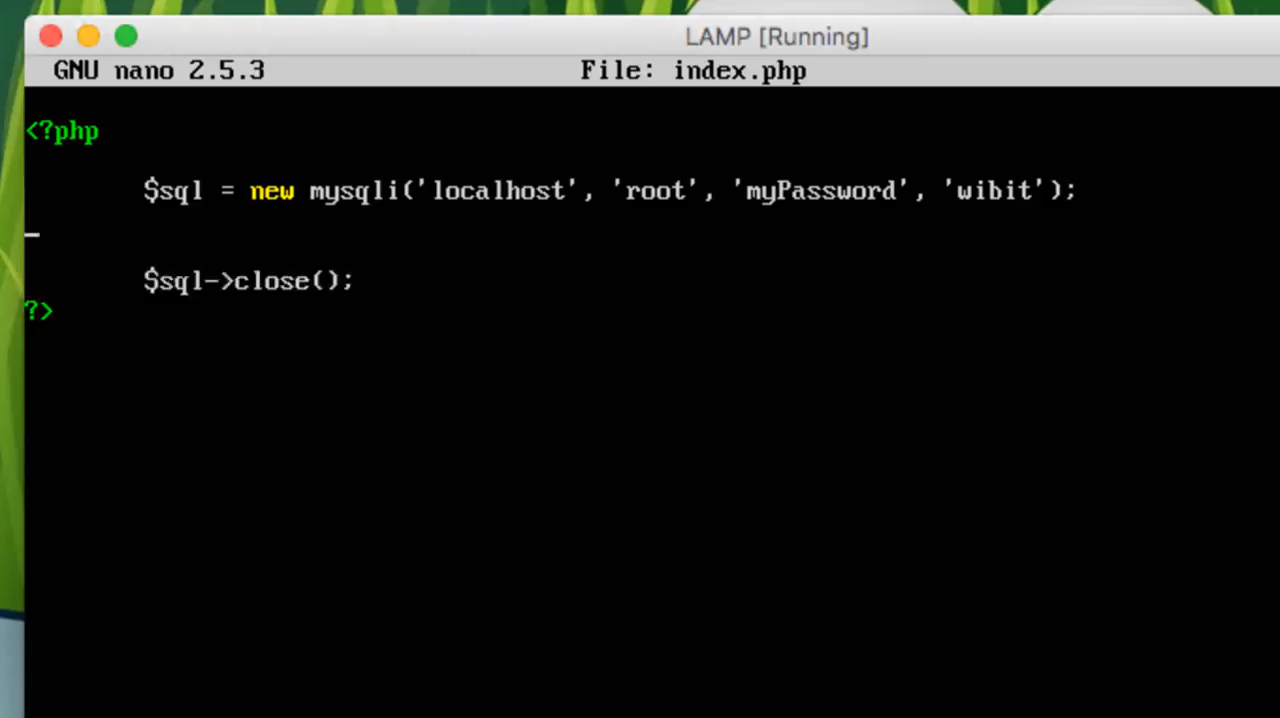 LAMP [Running]
GNU nano 2.5.3 File: index.php
<?php
$sql = new mysqli('localhost', 'root', 'myPassword', 'wibit');
$sql->close();
?>